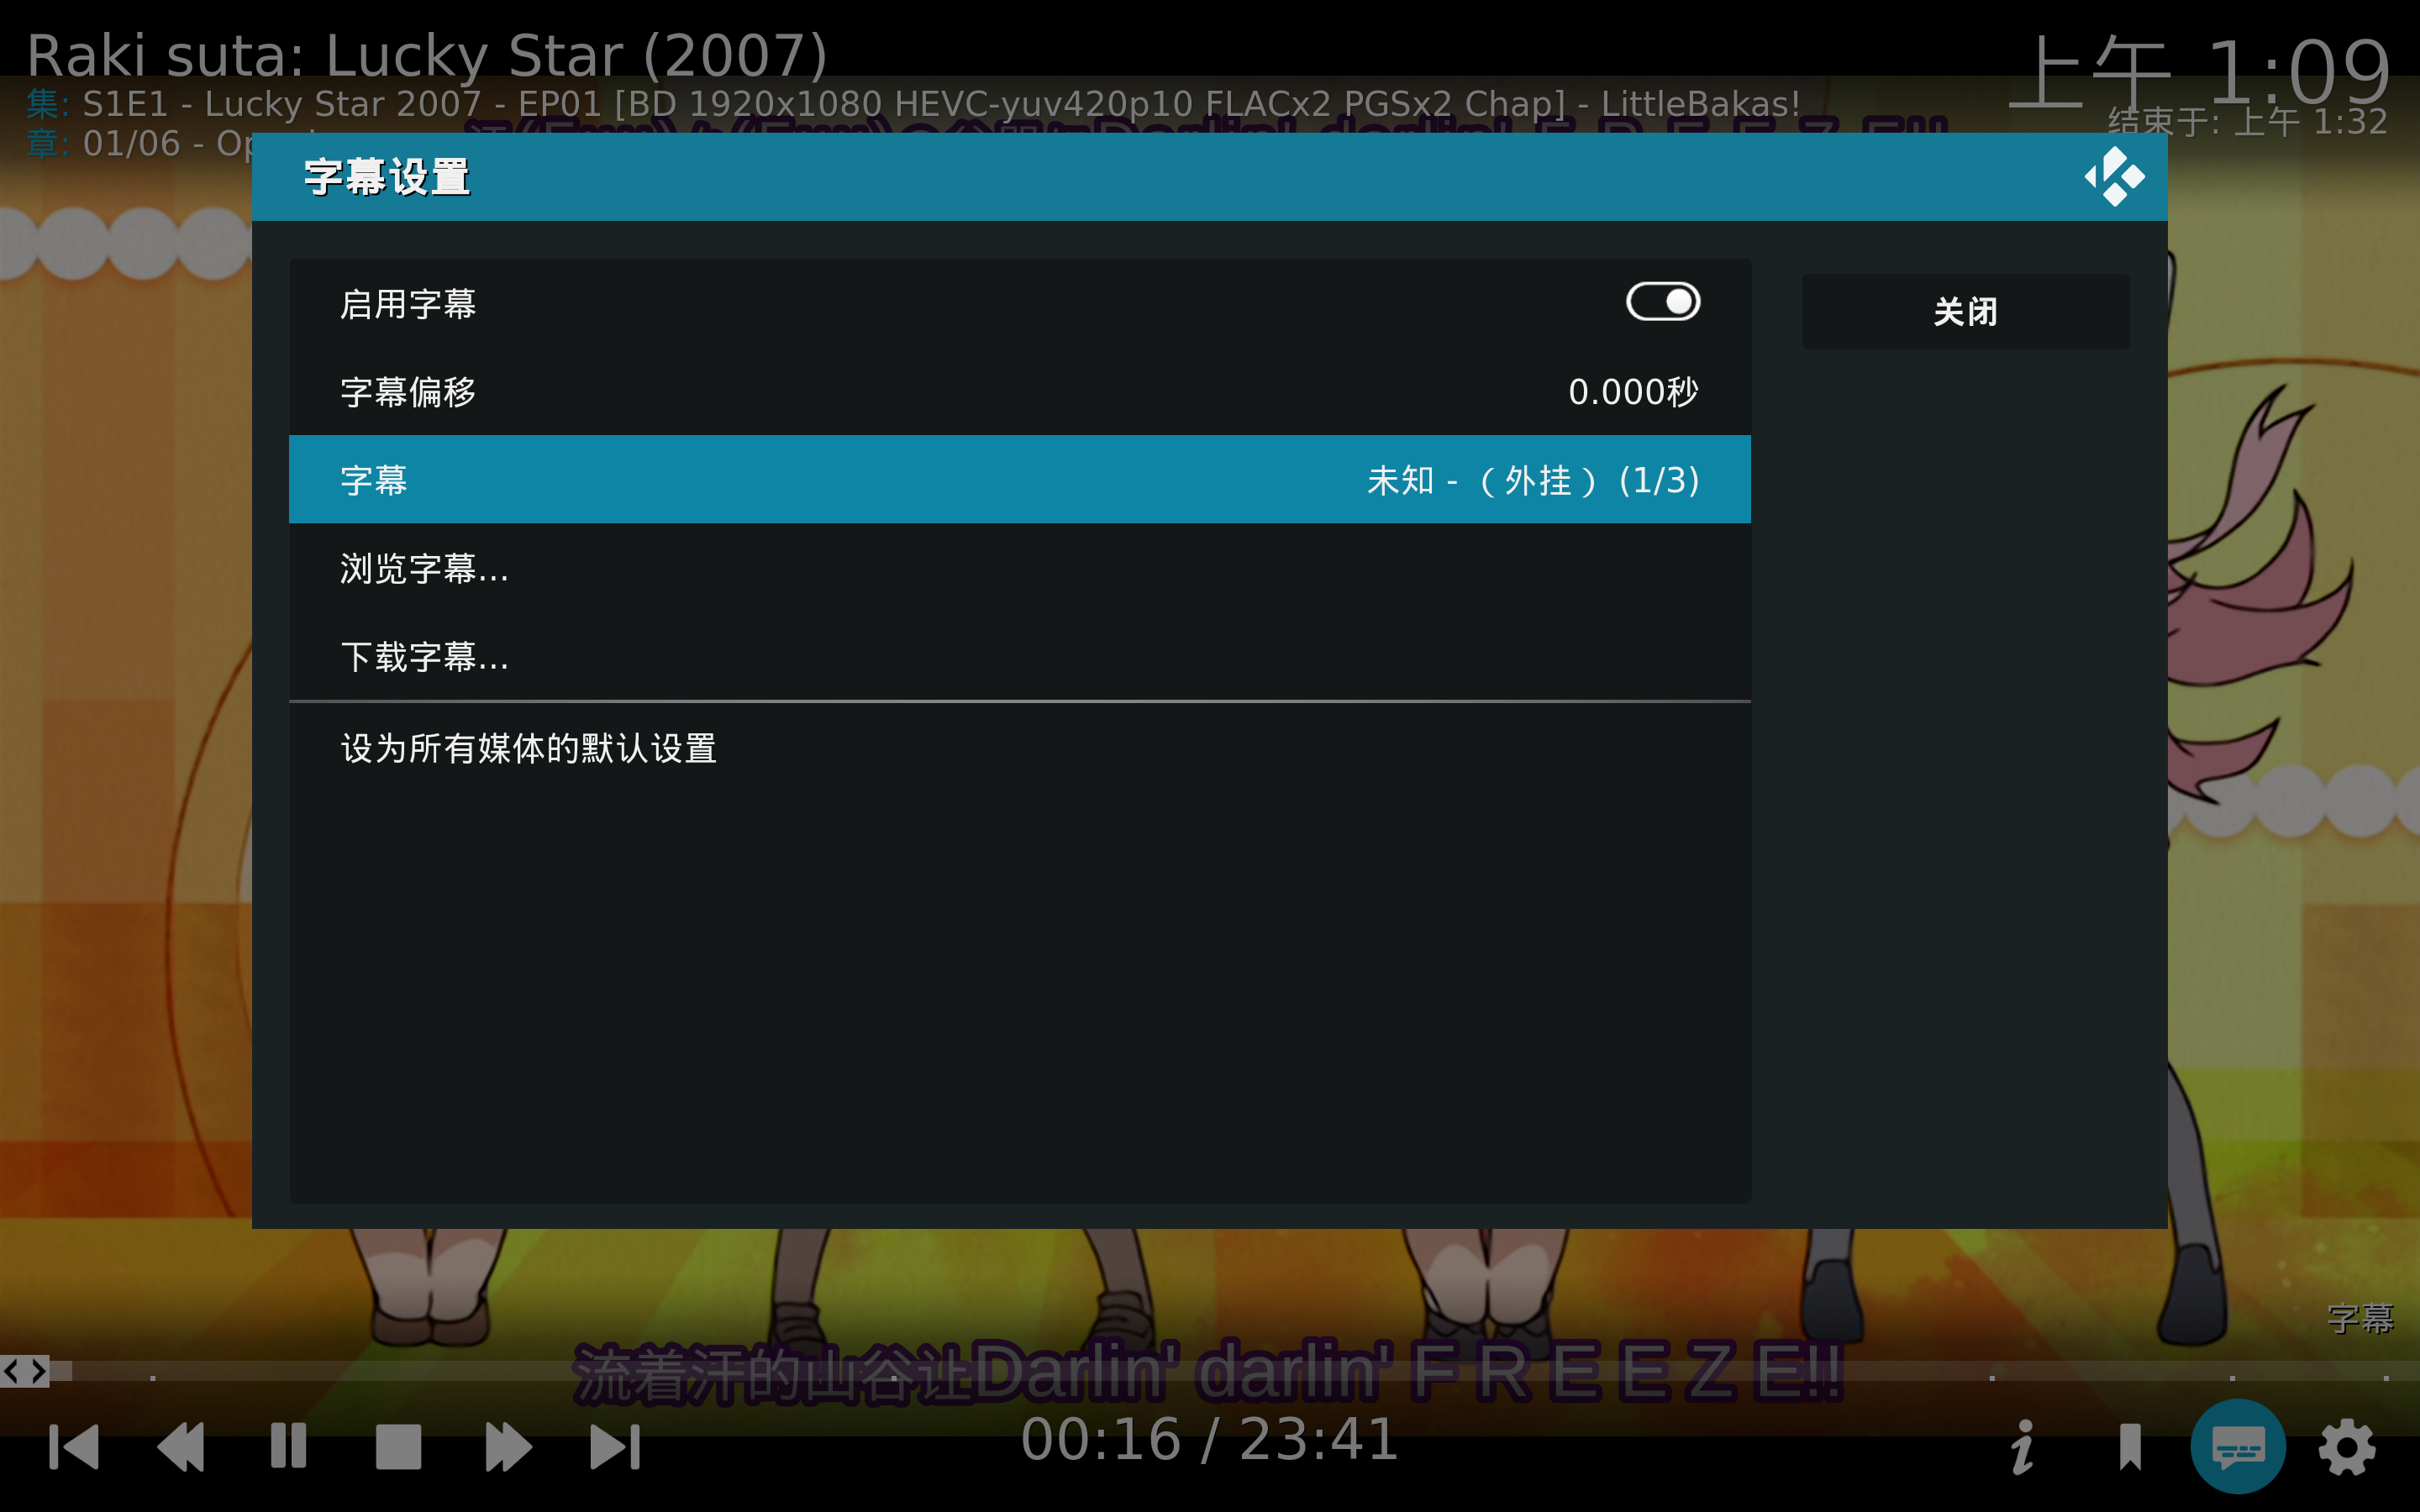 Raki suta: Lucky Star (2007)
上午 1:09
集: S1E1 - Lucky Star 2007 - EP01 [BD 1920x1080 HEVC-yuv420p10 FLACx2 PGSx2 Chap] - LittleBakas!
结束于: 上午 1:32
章: 01/06 -
字幕设置
启用字幕
关闭
字幕偏移 0.000秒
字幕 未知 - （外挂） (1/3)
浏览字幕...
下载字幕...
设为所有媒体的默认设置
字幕
流着汗的山谷让Darlin' darlin' F R E E Z E!!
00:16 / 23:41